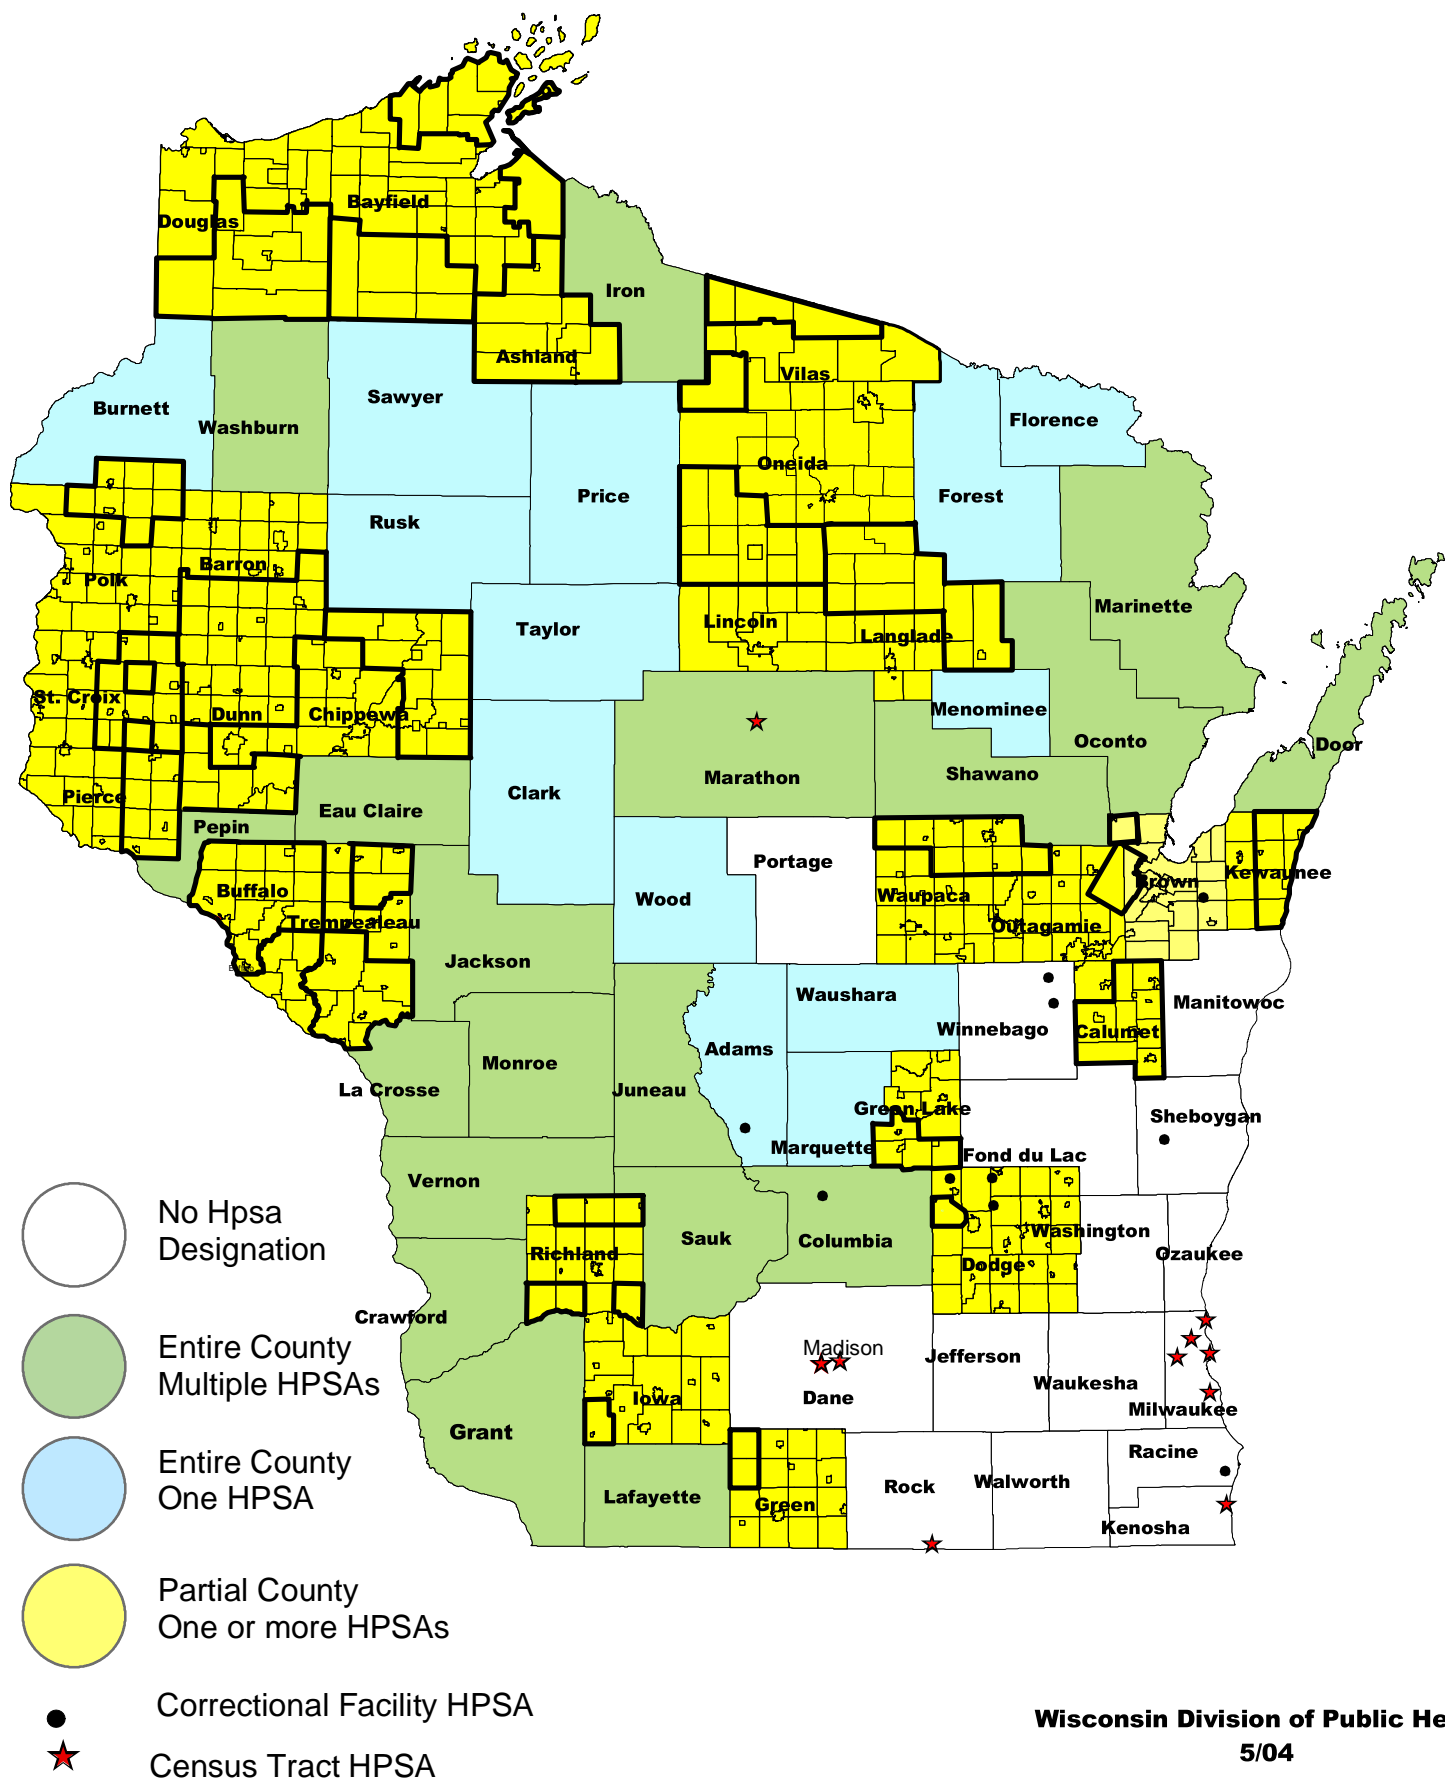 Bayfield
Douglas
Iron
Ashland
Vilas
Sawyer
Burnett
Washburn
Florence
Oneida
Price
Forest
Rusk
Barron
Polk
Marinette
Lincoln
Taylor
Langlade
St. Croix
Menominee
Dunn
Chippewa
Oconto
Door
Shawano
Marathon
Clark
Pierce
Eau Claire
Pepin
Portage
Kewaunee
Brown
Buffalo
Waupaca
Wood
Trempealeau
Outagamie
Jackson
Waushara
Manitowoc
Winnebago
Calumet
Adams
Monroe
La Crosse
Juneau
Green Lake
Sheboygan
Marquette
Fond du Lac
Vernon
Washington
Sauk
Columbia
Richland
Ozaukee
Dodge
Crawford
Madison
Jefferson
Waukesha
Iowa
Dane
Milwaukee
Grant
Racine
Walworth
Rock
Lafayette
Green
Kenosha
No Hpsa
Designation
Entire County
Multiple HPSAs
Entire County
One HPSA
Partial County
One or more HPSAs
Correctional Facility HPSA
Census Tract HPSA
Wisconsin Division of Public He
5/04